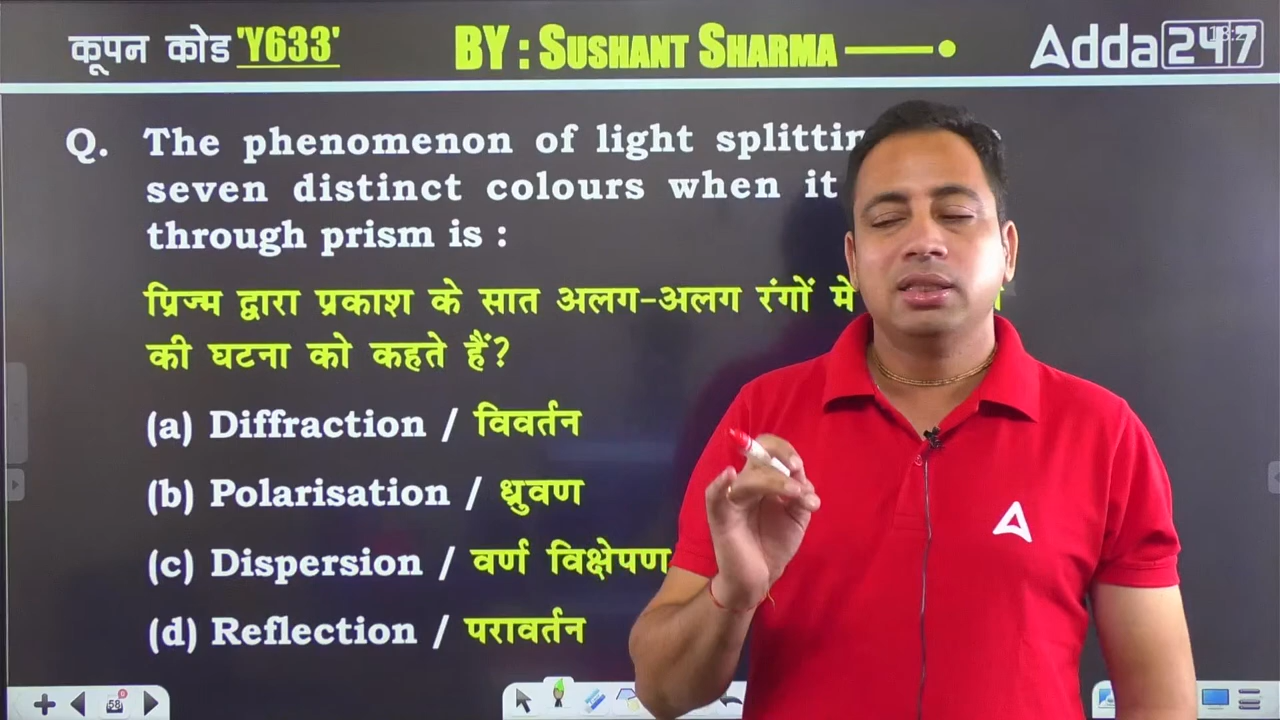 कूपन कोड 'Y633'
BY : SUSHANT SHARMA
Adda247
Q. The phenomenon of light
seven distinct colours when it
through prism is :
प्रिज्म द्वारा प्रकाश के सात अलग-अलग रंगों में
की घटना को कहते हैं?
(a) Diffraction / विवर्तन
(b) Polarisation / ध्रुवण
(c) Dispersion / वर्ण विक्षेपण
(d) Reflection / परावर्तन
58